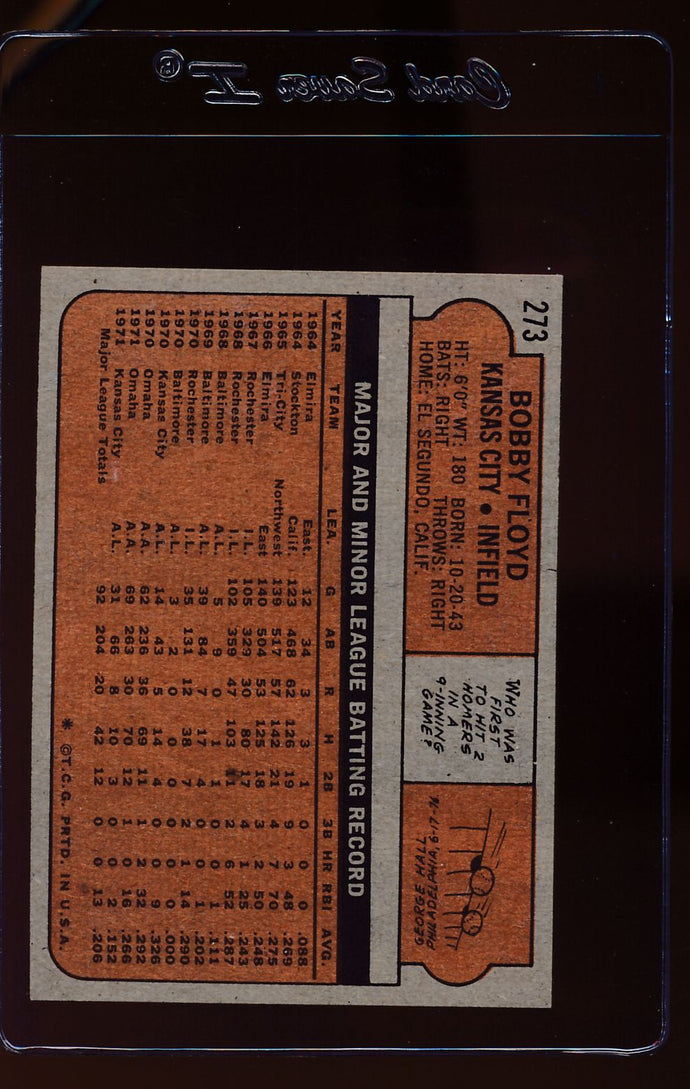 Card Saver I®
273
BOBBY FLOYD
KANSAS CITY • INFIELD
HT: 6'0" WT: 180 BORN: 10-20-43
BATS: RIGHT THROWS: RIGHT
HOME: EL SEGUNDO, CALIF.
WHO WAS
FIRST
TO HIT 2
HOMERS
IN A
9-INNING
GAME?
GEORGE HALL
PHILADELPHIA, 6-17-76
MAJOR AND MINOR LEAGUE BATTING RECORD
YEAR TEAM LEA. G AB R H 2B 3B HR RBI AVG.
1964 Elmira East. 12 34 3 3 1 0 0 0 .088
1964 Stockton Calif. 123 468 62 126 19 9 3 48 .269
1965 Tri-City Northwest 139 517 57 142 21 4 7 70 .275
1966 Elmira East 140 504 53 125 18 3 2 50 .248
1967 Rochester I.L. 105 329 30 80 17 4 1 25 .243
1968 Rochester I.L. 102 359 47 103 11 2 6 52 .287
1968 Baltimore A.L. 5 9 0 1 1 0 0 1 .111
1969 Baltimore A.L. 39 84 7 17 4 0 0 1 .202
1970 Rochester I.L. 35 131 12 38 7 2 1 14 .290
1970 Baltimore A.L. 3 2 0 0 0 0 0 0 .000
1970 Kansas City A.L. 14 43 5 14 4 0 0 9 .326
1970 Omaha A.A. 62 236 36 69 11 1 2 32 .292
1971 Omaha A.A. 69 263 30 70 12 1 0 16 .266
1971 Kansas City A.L. 31 66 8 10 3 0 0 2 .152
Major League Totals 92 204 20 42 12 0 0 13 .206
* ©T.C.G. PRTD. IN U.S.A.